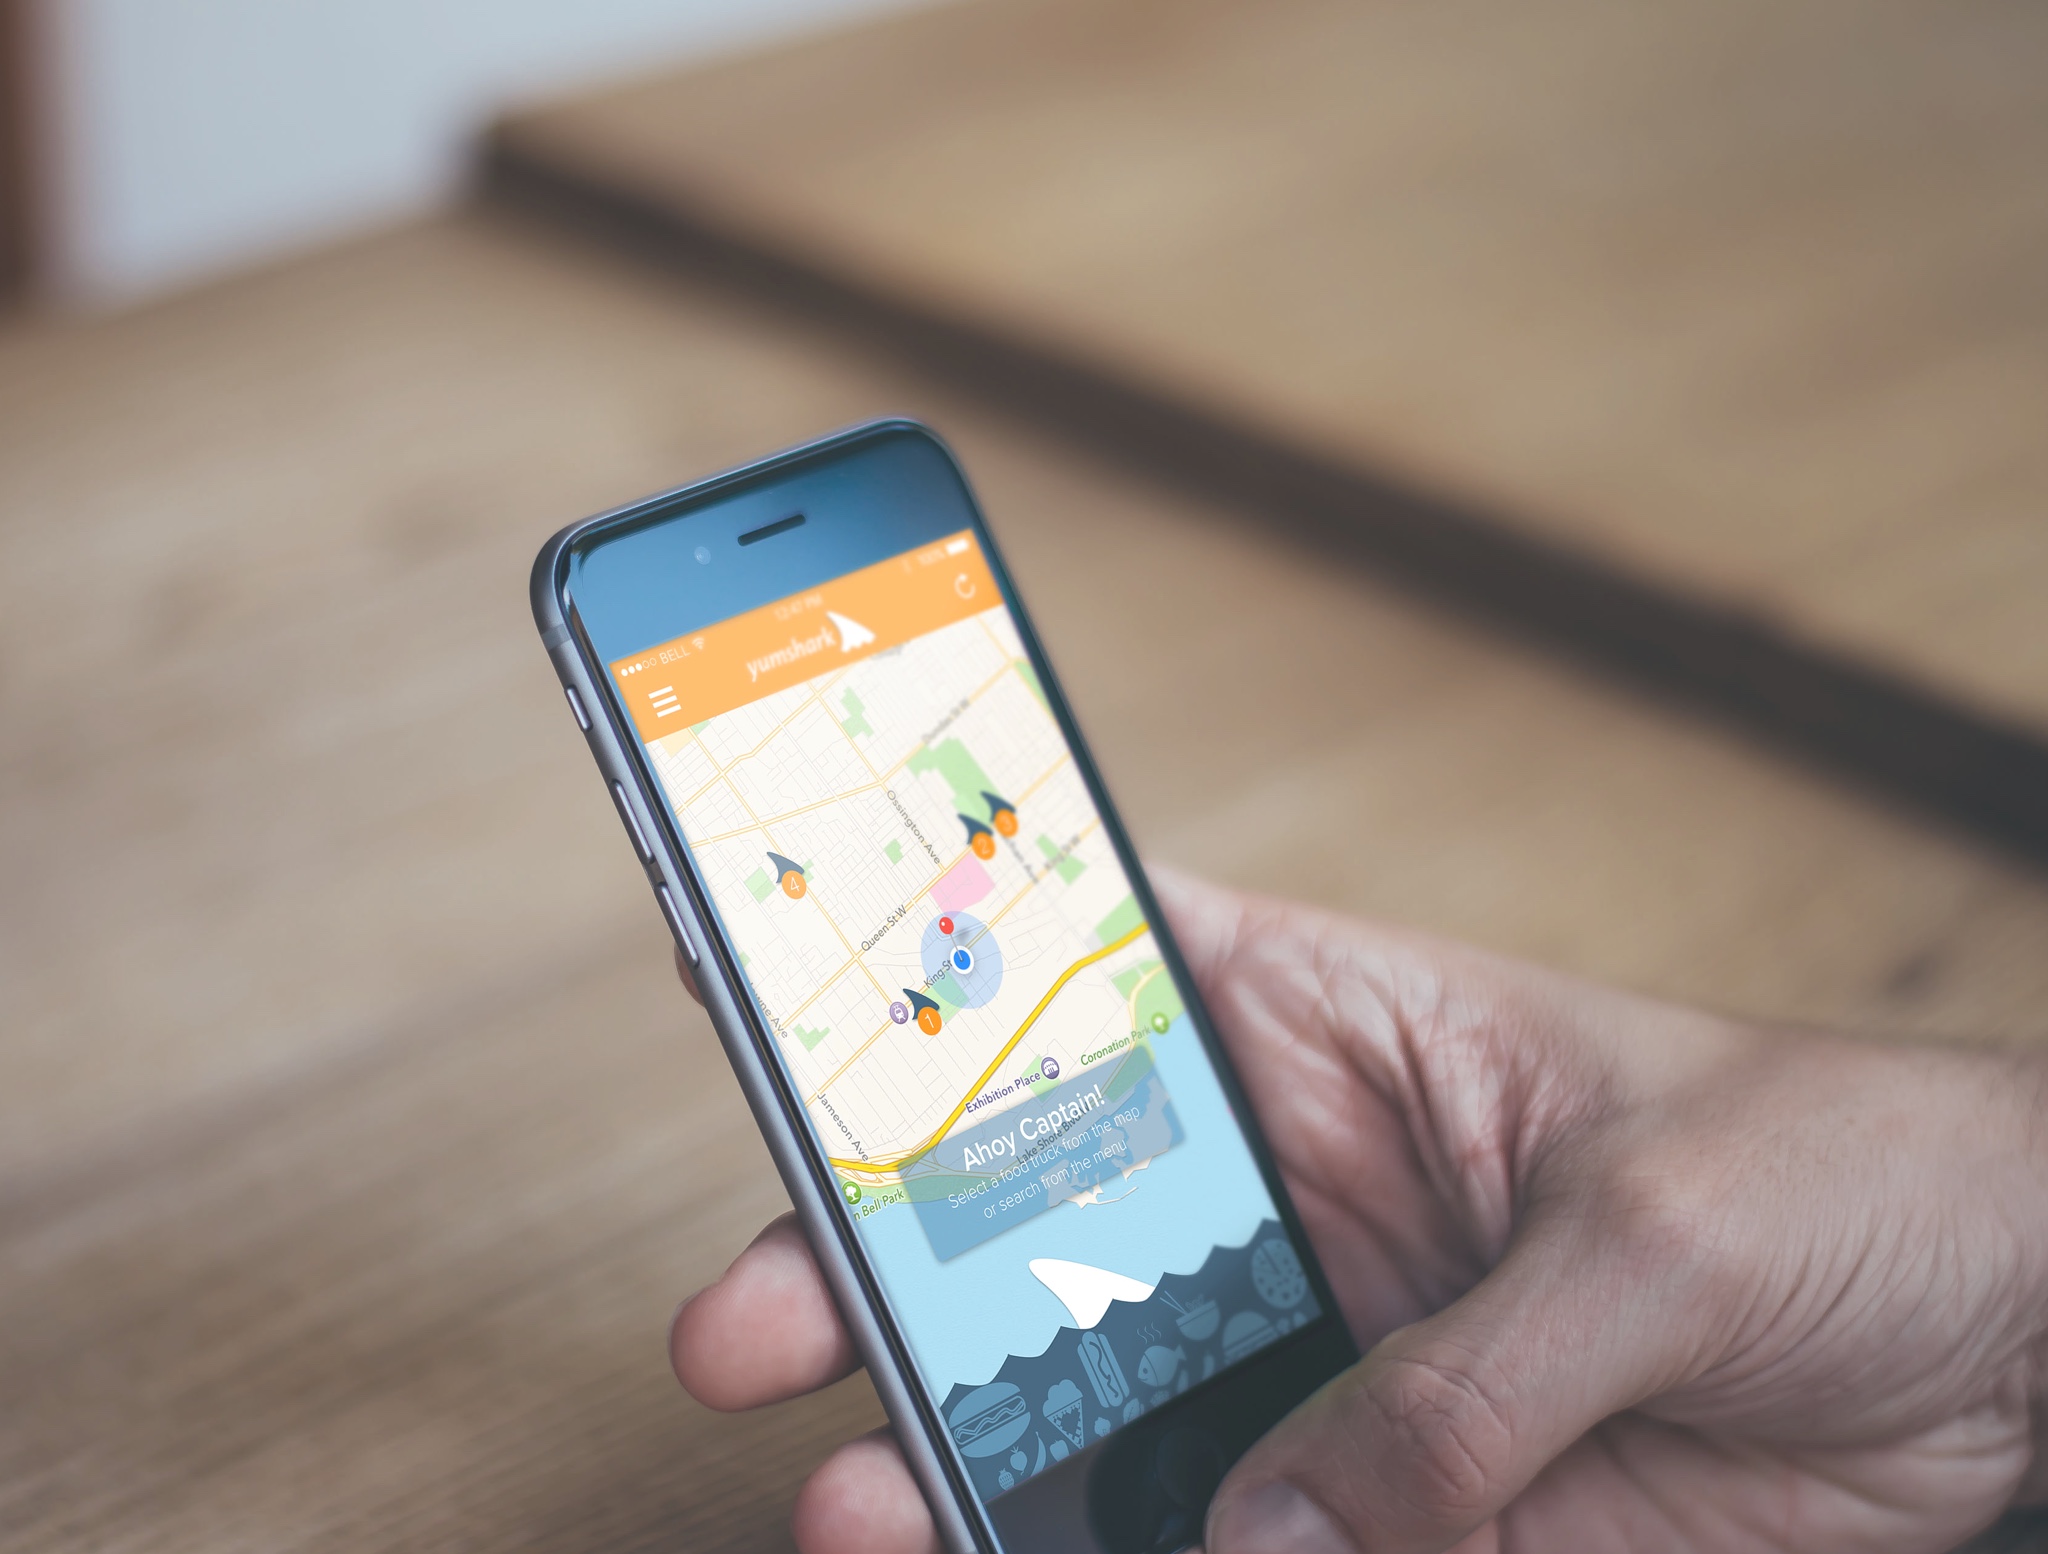 BELL
12:47 PM
100%
yumshark
Dundas St W
Ossington Ave
3
2
4
Queen St W
King St W
King St
1
Jameson Ave
Exhibition Place
Coronation Park
Ahoy Captain!
Lake Shore Blvd
Select a food truck from the map
or search from the menu
n Bell Park